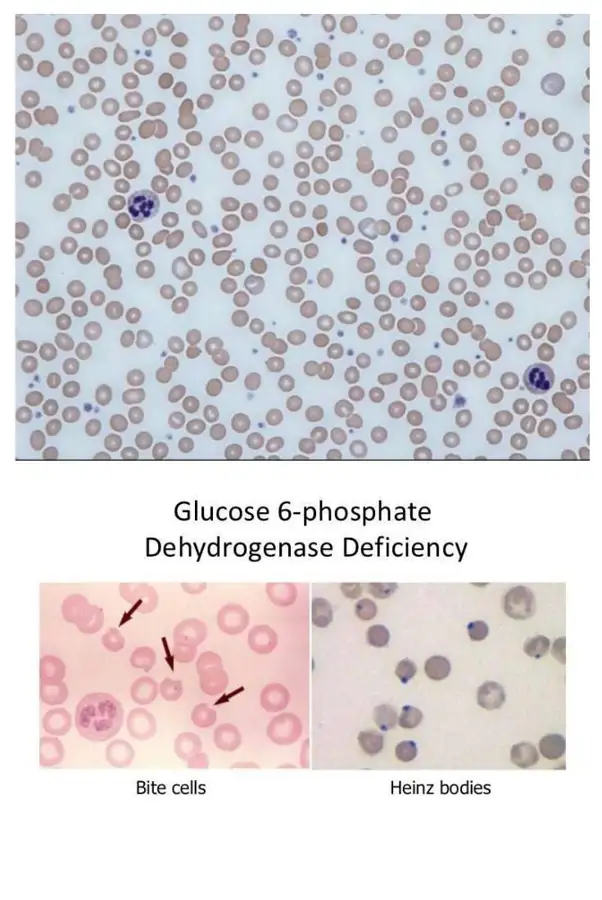 Glucose 6-phosphate
Dehydrogenase Deficiency
Bite cells
Heinz bodies